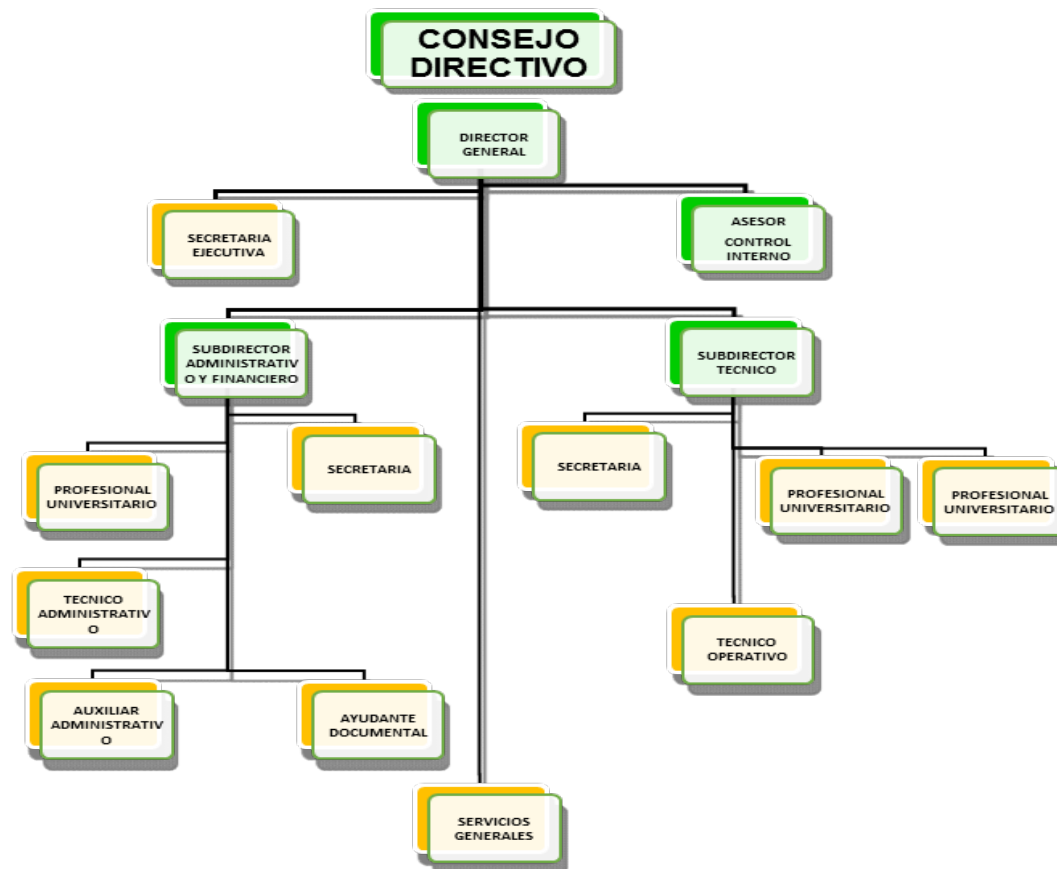 CONSEJO
DIRECTIVO
DIRECTOR
GENERAL
SECRETARIA
EJECUTIVA
ASESOR
CONTROL
INTERNO
SUBDIRECTOR
ADMINISTRATIV
O Y FINANCIERO
SUBDIRECTOR
TECNICO
PROFESIONAL
UNIVERSITARIO
SECRETARIA
SECRETARIA
PROFESIONAL
UNIVERSITARIO
PROFESIONAL
UNIVERSITARIO
TECNICO
ADMINISTRATIV
O
TECNICO
OPERATIVO
AUXILIAR
ADMINISTRATIV
O
AYUDANTE
DOCUMENTAL
SERVICIOS
GENERALES